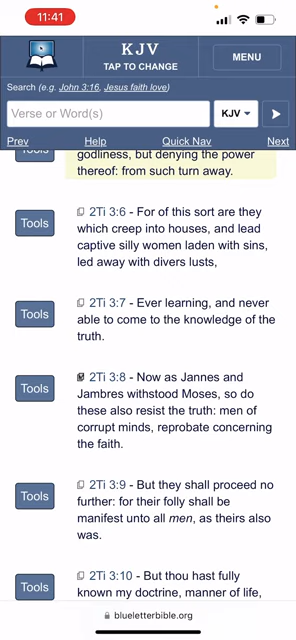 11:41
KJV
TAP TO CHANGE
MENU
Search (e.g. John 3:16, Jesus faith love)
Verse or Word(s)
KJV
Prev
Help
Quick Nav
Next
Tools
godliness, but denying the power
thereof: from such turn away.
Tools
2Ti 3:6 - For of this sort are they
which creep into houses, and lead
captive silly women laden with sins,
led away with divers lusts,
Tools
2Ti 3:7 - Ever learning, and never
able to come to the knowledge of the
truth.
Tools
2Ti 3:8 - Now as Jannes and
Jambres withstood Moses, so do
these also resist the truth: men of
corrupt minds, reprobate concerning
the faith.
Tools
2Ti 3:9 - But they shall proceed no
further: for their folly shall be
manifest unto all men, as theirs also
was.
Tools
2Ti 3:10 - But thou hast fully
known my doctrine, manner of life,
blueletterbible.org